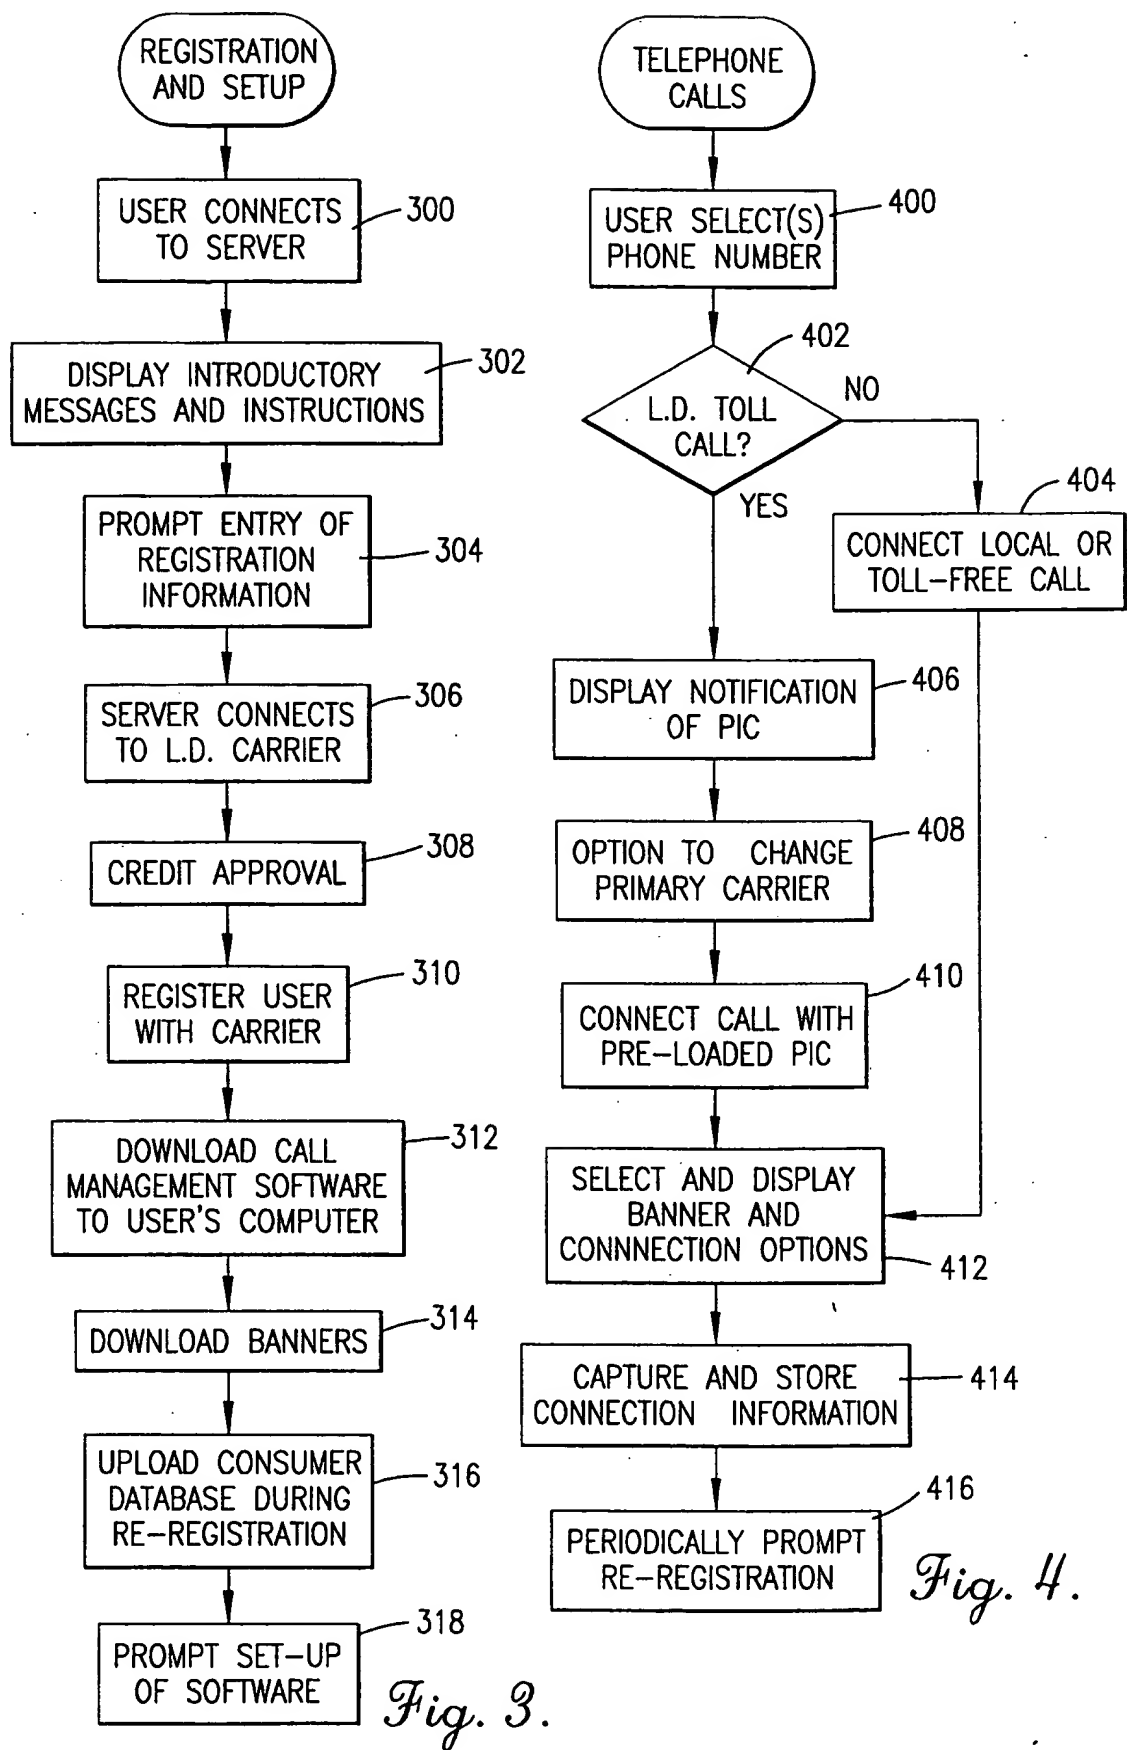 REGISTRATION
AND SETUP
USER CONNECTS
TO SERVER
300
DISPLAY INTRODUCTORY
MESSAGES AND INSTRUCTIONS
302
PROMPT ENTRY OF
REGISTRATION
INFORMATION
304
SERVER CONNECTS
TO L.D. CARRIER
306
CREDIT APPROVAL
308
REGISTER USER
WITH CARRIER
310
DOWNLOAD CALL
MANAGEMENT SOFTWARE
TO USER'S COMPUTER
312
DOWNLOAD BANNERS
314
UPLOAD CONSUMER
DATABASE DURING
RE-REGISTRATION
316
PROMPT SET-UP
OF SOFTWARE
318
Fig. 3.
TELEPHONE
CALLS
USER SELECT(S)
PHONE NUMBER
400
L.D. TOLL
CALL?
402
NO
YES
CONNECT LOCAL OR
TOLL-FREE CALL
404
DISPLAY NOTIFICATION
OF PIC
406
OPTION TO CHANGE
PRIMARY CARRIER
408
CONNECT CALL WITH
PRE-LOADED PIC
410
SELECT AND DISPLAY
BANNER AND
CONNNECTION OPTIONS
412
CAPTURE AND STORE
CONNECTION INFORMATION
414
PERIODICALLY PROMPT
RE-REGISTRATION
416
Fig. 4.